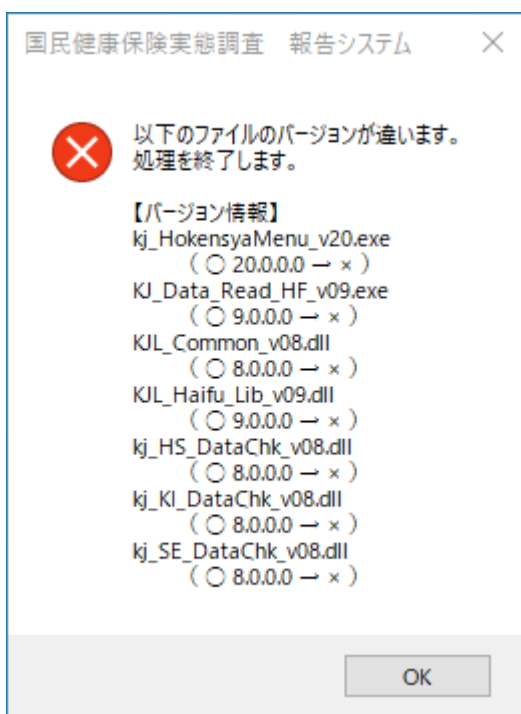 国民健康保険実態調査　報告システム
以下のファイルのバージョンが違います。
処理を終了します。
【バージョン情報】
kj_HokensyaMenu_v20.exe
（ ○ 20.0.0.0 → × ）
KJ_Data_Read_HF_v09.exe
（ ○ 9.0.0.0 → × ）
KJL_Common_v08.dll
（ ○ 8.0.0.0 → × ）
KJL_Haifu_Lib_v09.dll
（ ○ 9.0.0.0 → × ）
kj_HS_DataChk_v08.dll
（ ○ 8.0.0.0 → × ）
kj_KI_DataChk_v08.dll
（ ○ 8.0.0.0 → × ）
kj_SE_DataChk_v08.dll
（ ○ 8.0.0.0 → × ）
OK